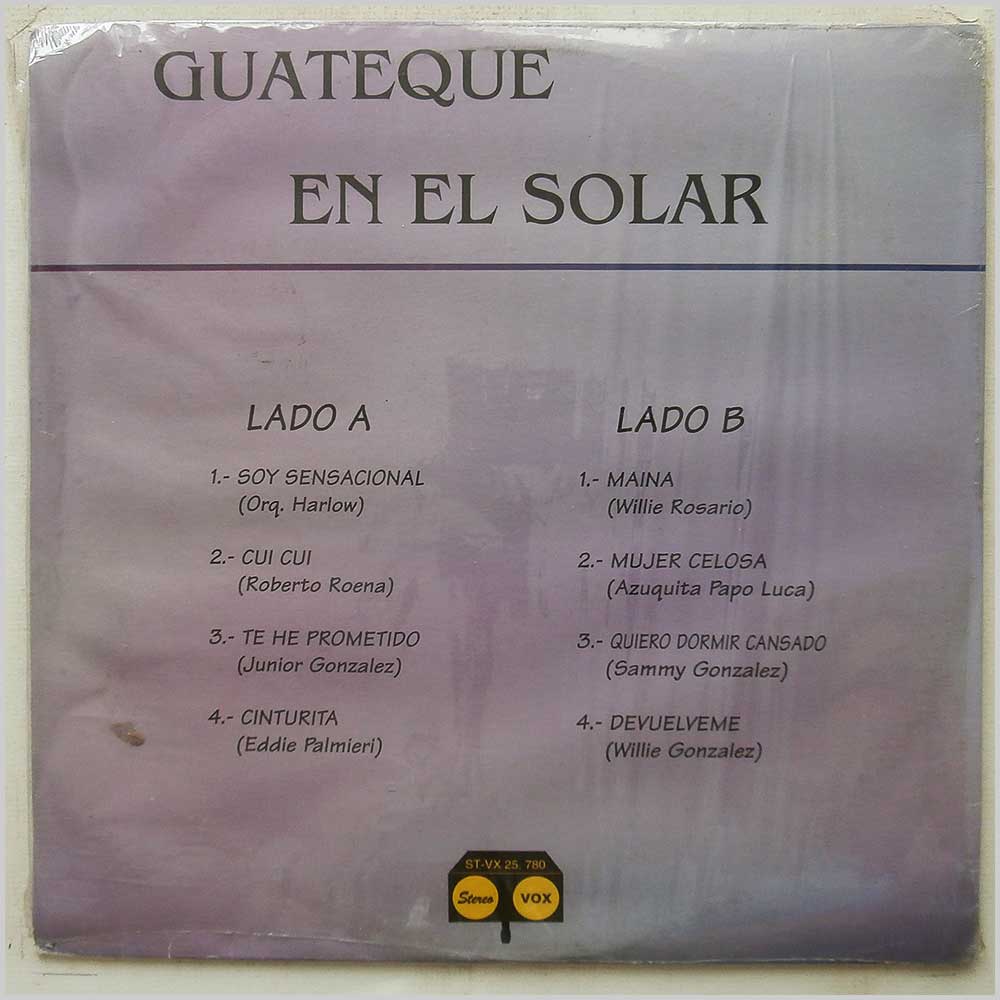 GUATEQUE
EN EL SOLAR
LADO A
1.- SOY SENSACIONAL
(Orq. Harlow)
2.- CUI CUI
(Roberto Roena)
3.- TE HE PROMETIDO
(Junior Gonzalez)
4.- CINTURITA
(Eddie Palmieri)
LADO B
1.- MAINA
(Willie Rosario)
2.- MUJER CELOSA
(Azuquita Papo Luca)
3.- QUIERO DORMIR CANSADO
(Sammy Gonzalez)
4.- DEVUELVEME
(Willie Gonzalez)
ST-VX 25. 780
Stereo VOX